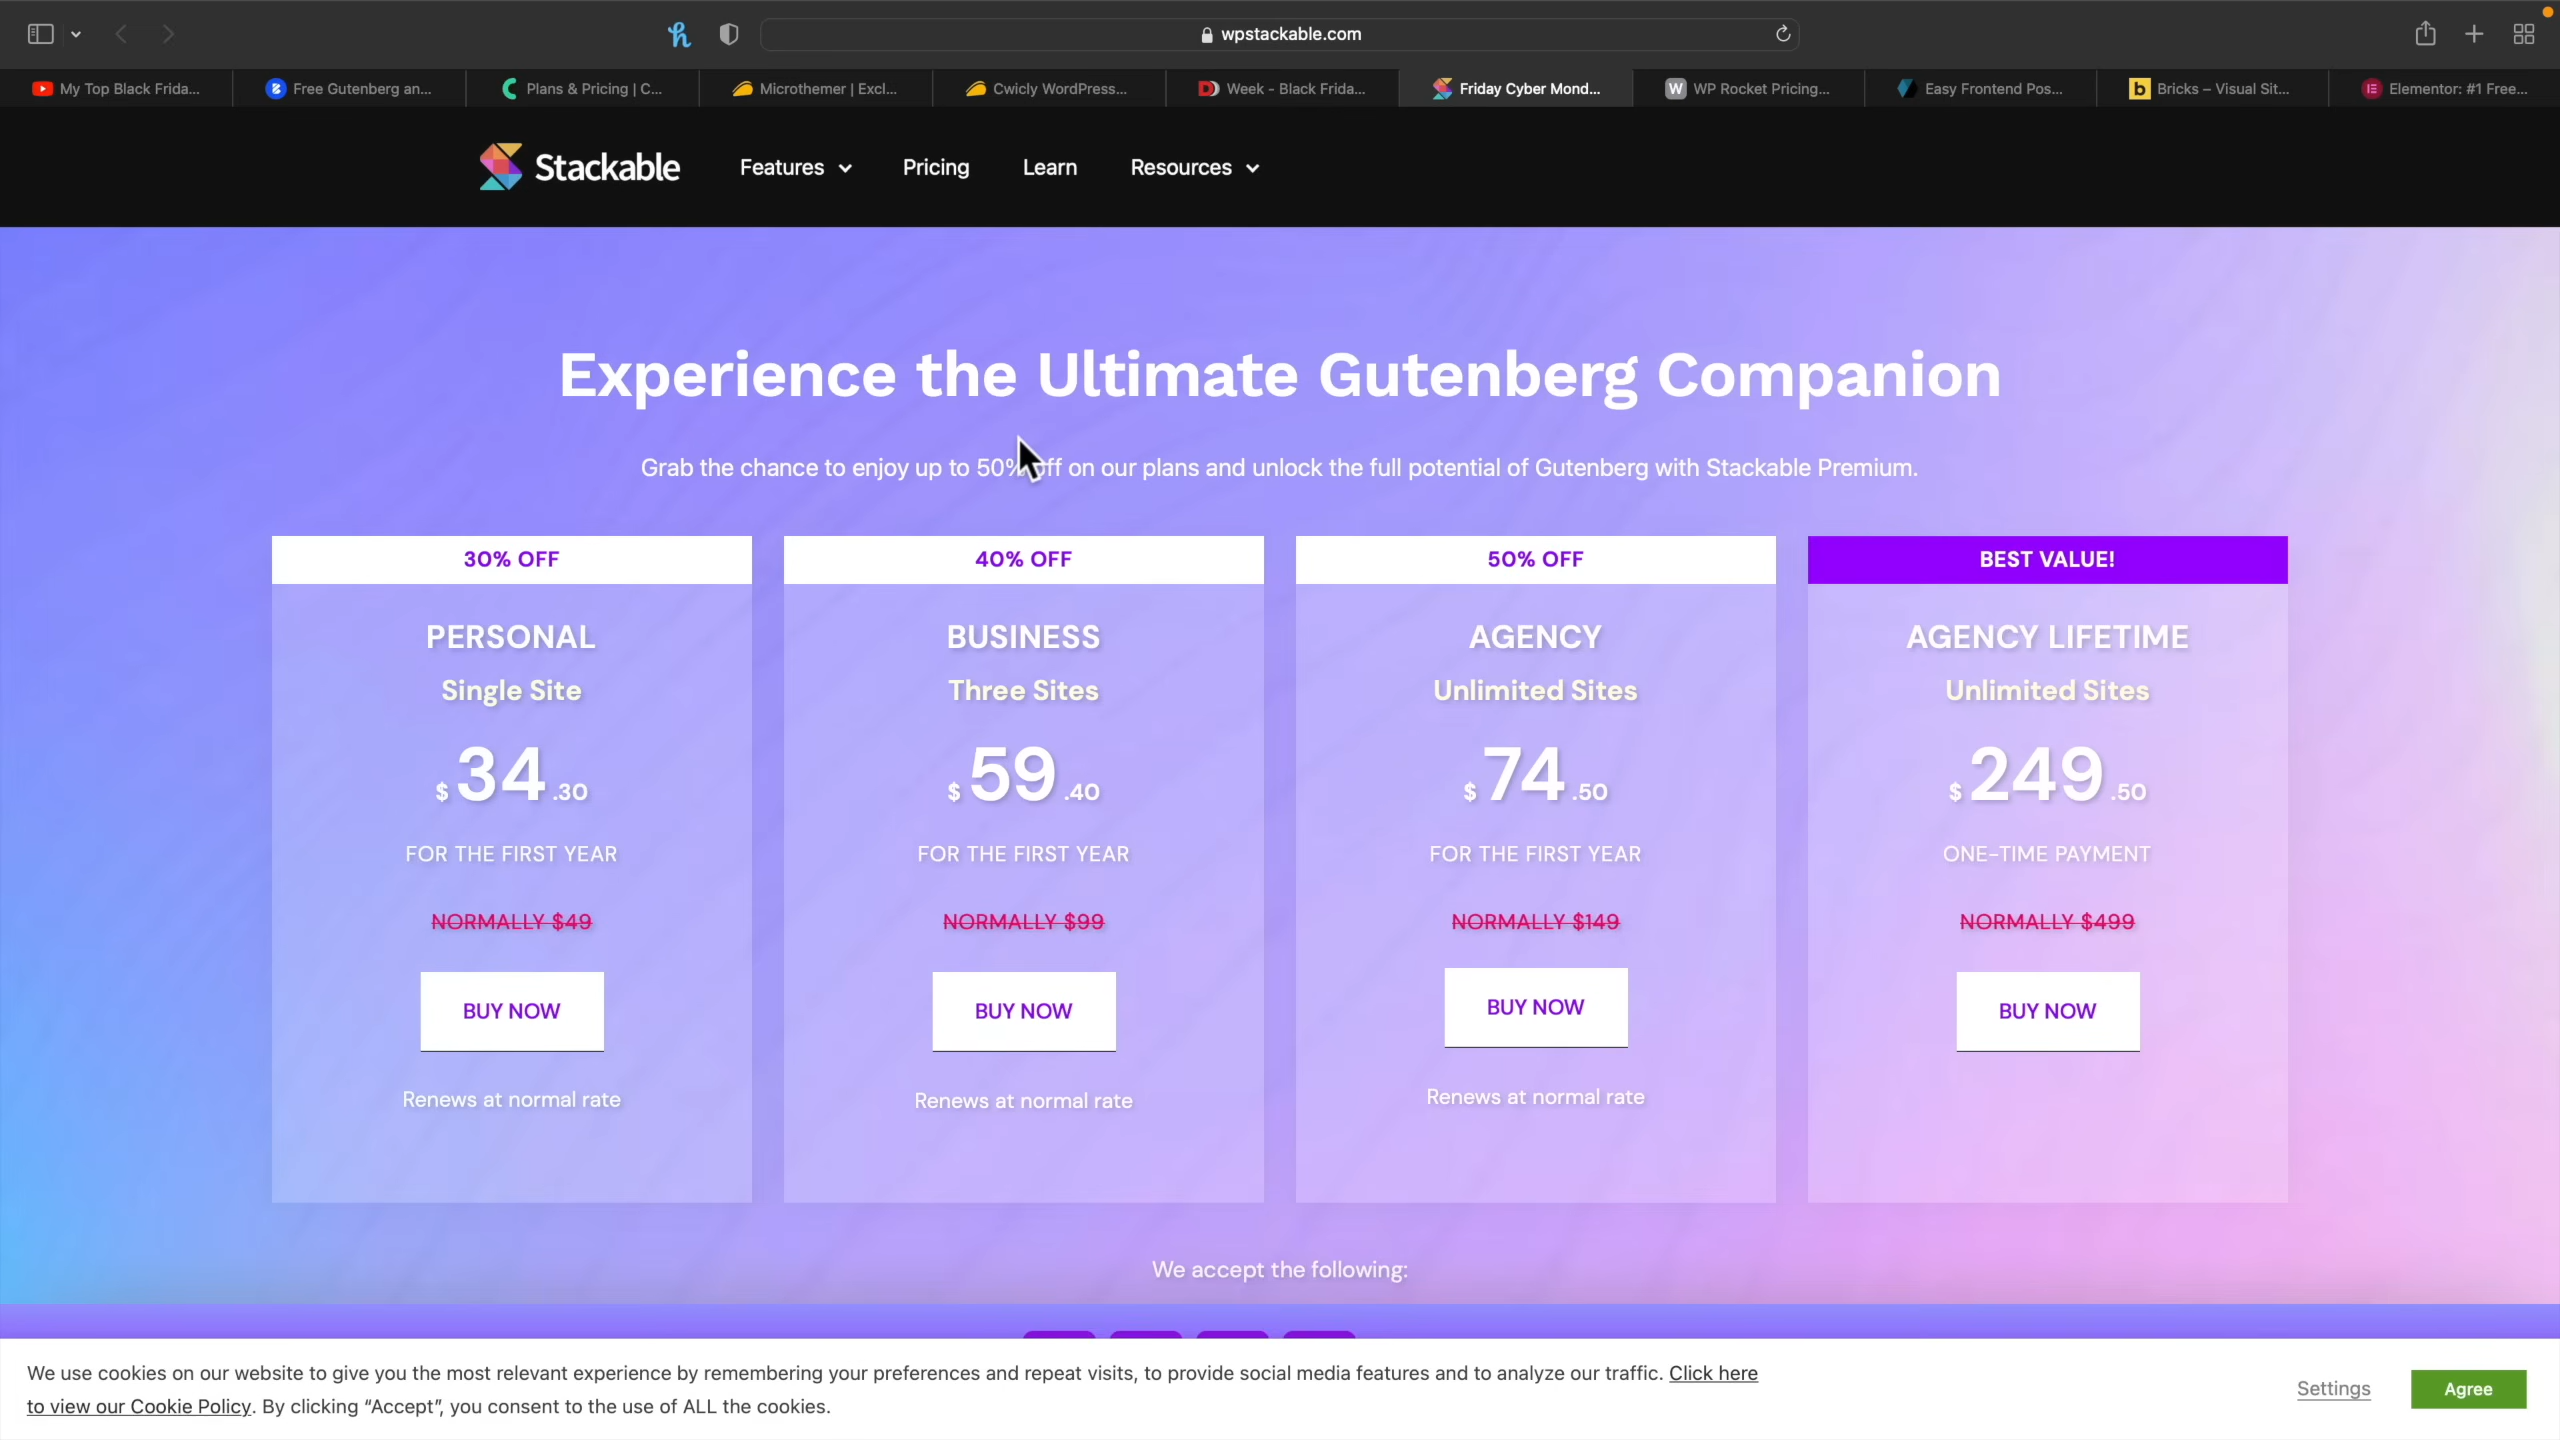 wpstackable.com
My Top Black Frida...
Free Gutenberg an...
Plans & Pricing | C...
Microthemer | Excl...
Cwicly WordPress...
Week - Black Frida...
Friday Cyber Mond...
W WP Rocket Pricing...
Easy Frontend Pos...
b Bricks – Visual Sit...
Elementor: #1 Free...
Stackable
Features
Pricing
Learn
Resources
Experience the Ultimate Gutenberg Companion
Grab the chance to enjoy up to 50% off on our plans and unlock the full potential of Gutenberg with Stackable Premium.
30% OFF
PERSONAL
Single Site
$34.30
FOR THE FIRST YEAR
NORMALLY $49
BUY NOW
Renews at normal rate
40% OFF
BUSINESS
Three Sites
$59.40
FOR THE FIRST YEAR
NORMALLY $99
BUY NOW
Renews at normal rate
50% OFF
AGENCY
Unlimited Sites
$74.50
FOR THE FIRST YEAR
NORMALLY $149
BUY NOW
Renews at normal rate
BEST VALUE!
AGENCY LIFETIME
Unlimited Sites
$249.50
ONE-TIME PAYMENT
NORMALLY $499
BUY NOW
We accept the following:
We use cookies on our website to give you the most relevant experience by remembering your preferences and repeat visits, to provide social media features and to analyze our traffic. Click here
to view our Cookie Policy. By clicking “Accept”, you consent to the use of ALL the cookies.
Settings
Agree